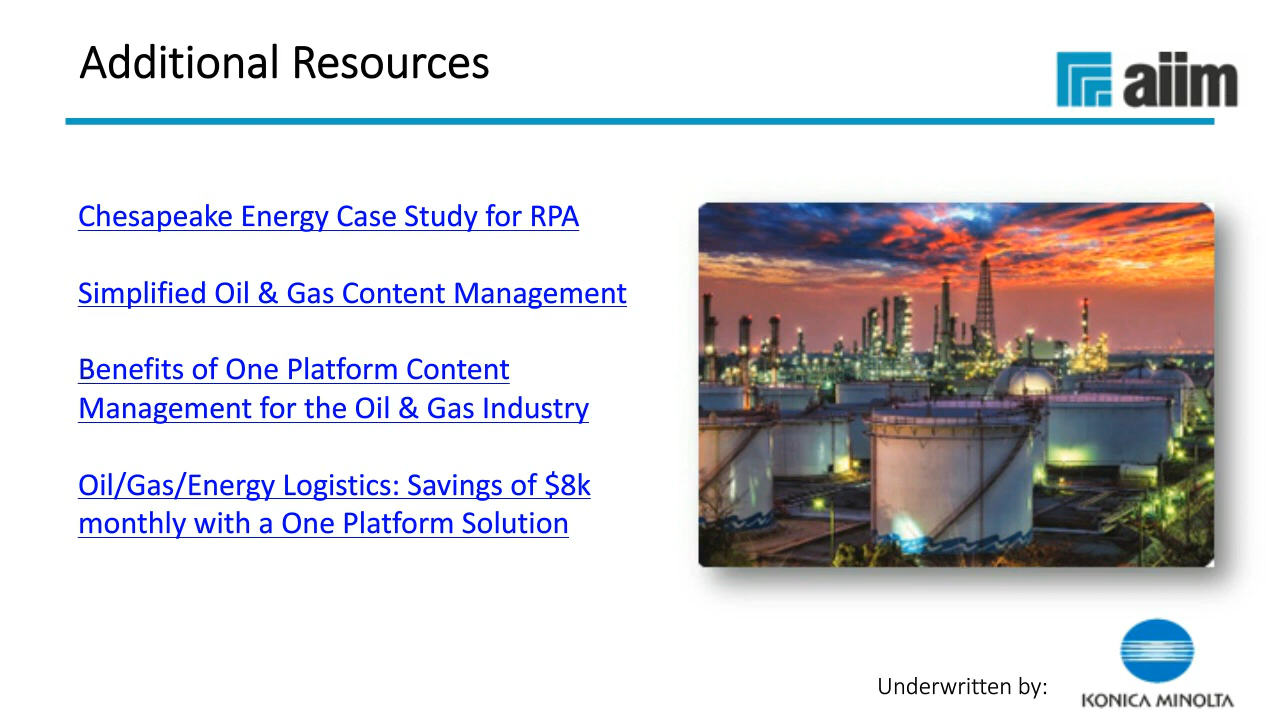 Additional Resources
aiim
Chesapeake Energy Case Study for RPA
Simplified Oil & Gas Content Management
Benefits of One Platform Content
Management for the Oil & Gas Industry
Oil/Gas/Energy Logistics: Savings of $8k
monthly with a One Platform Solution
Underwritten by:
KONICA MINOLTA